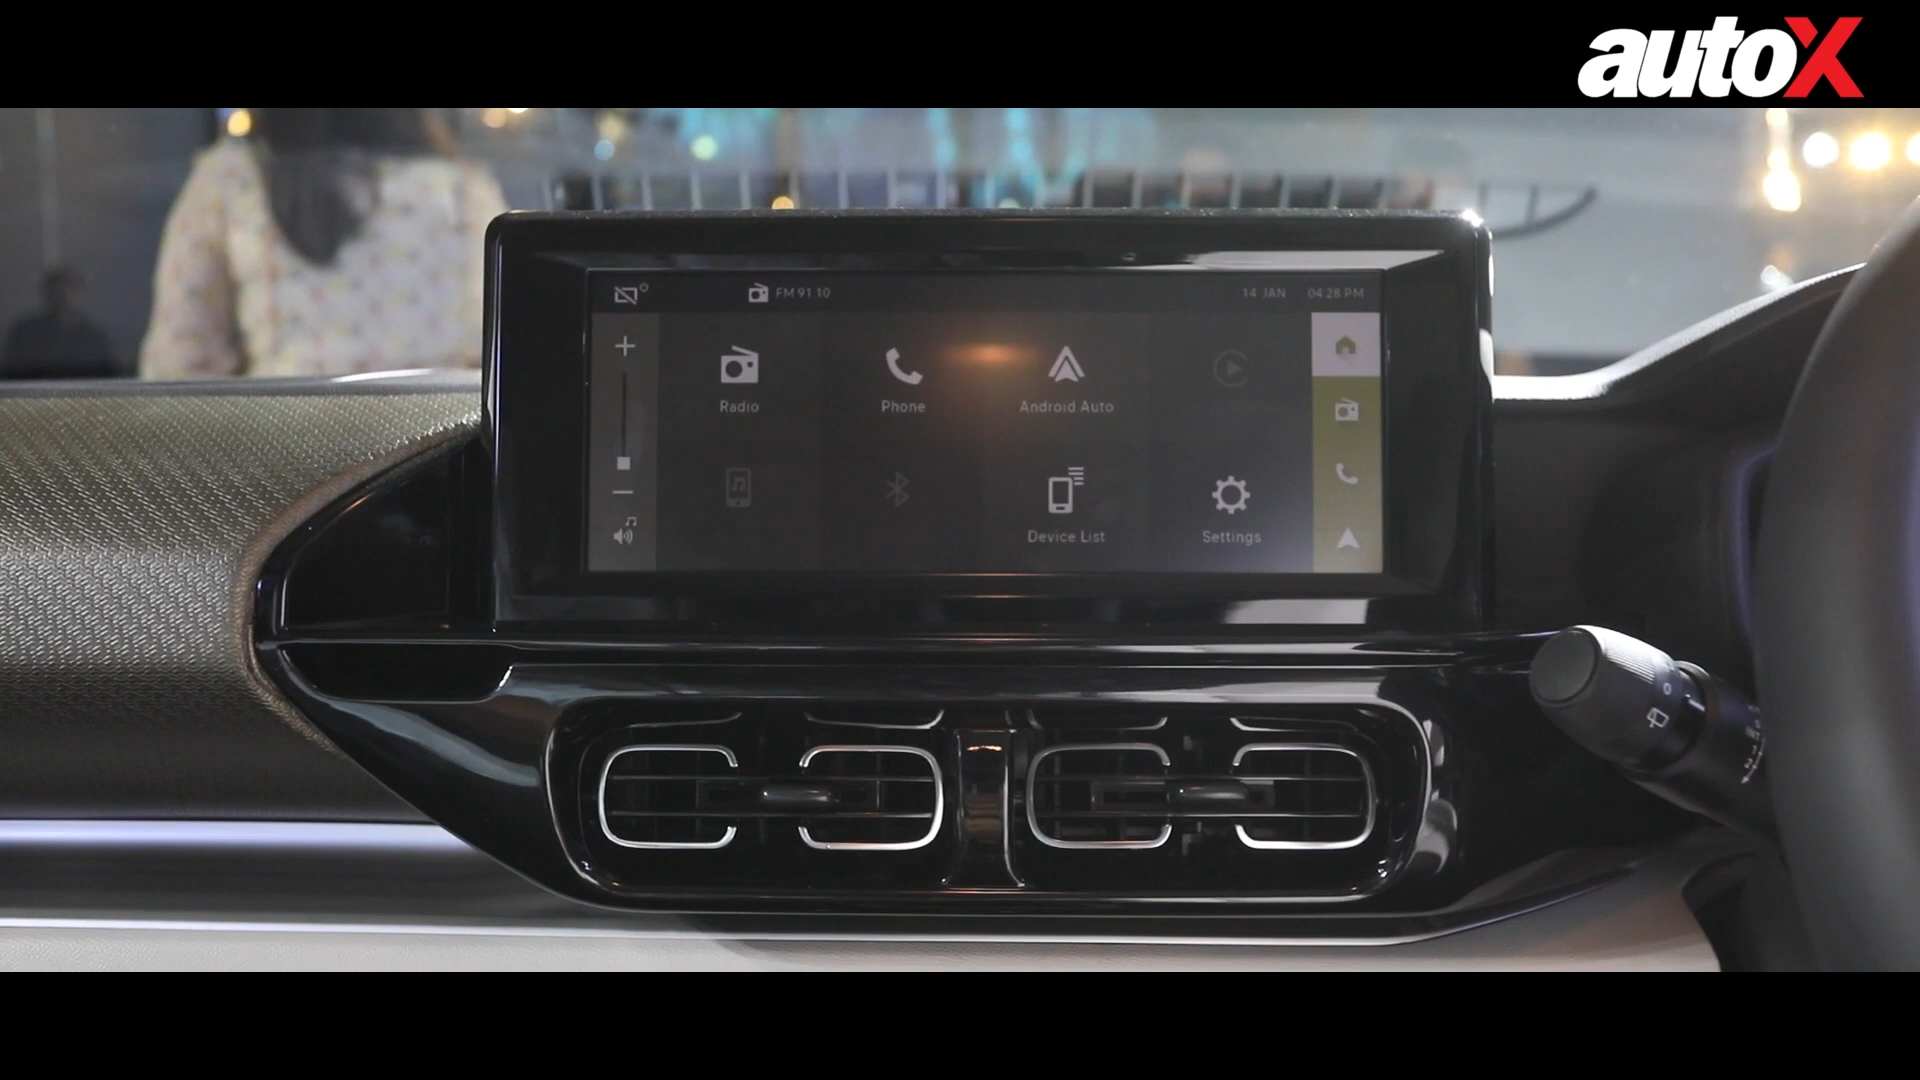 autoX
FM 91 10
14 JAN 04:28 PM
Radio
Phone
Android Auto
Device List
Settings